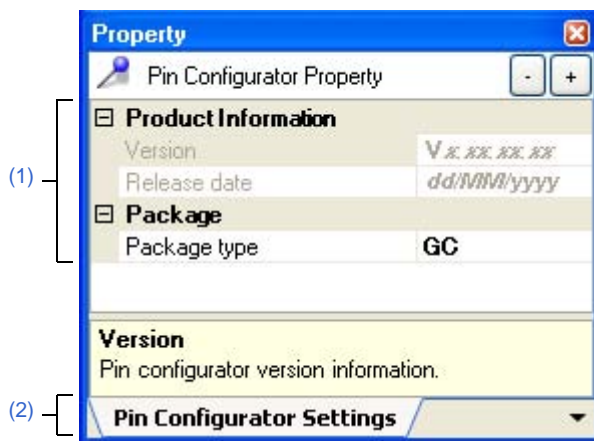 Property
Pin Configurator Property - +
(1)
Product Information
Version V x.xx.xx.xx
Release date dd/MM/yyyy
Package
Package type GC
Version
Pin configurator version information.
(2)
Pin Configurator Settings